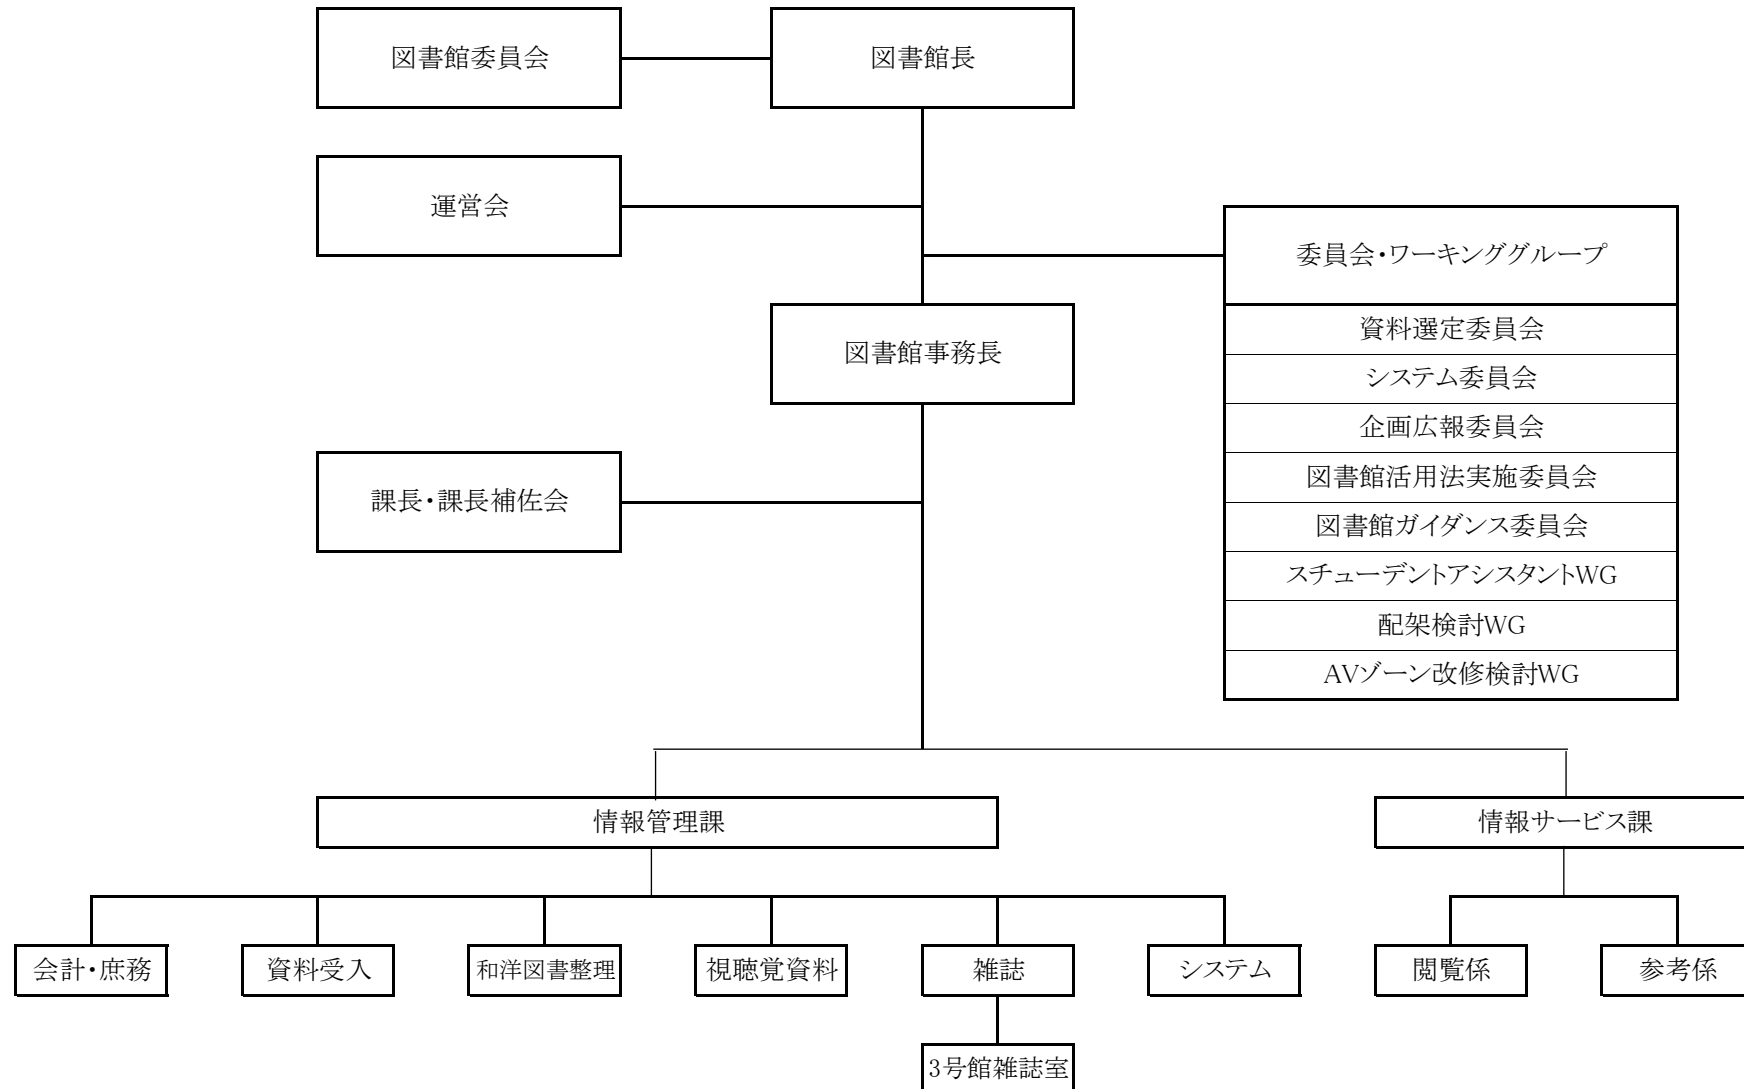 図書館委員会
図書館長
運営会
委員会・ワーキンググループ
資料選定委員会
図書館事務長
システム委員会
企画広報委員会
課長・課長補佐会
図書館活用法実施委員会
図書館ガイダンス委員会
スチューデントアシスタントWG
配架検討WG
AVゾーン改修検討WG
情報管理課
情報サービス課
会計・庶務
資料受入
和洋図書整理
視聴覚資料
雑誌
システム
閲覧係
参考係
3号館雑誌室